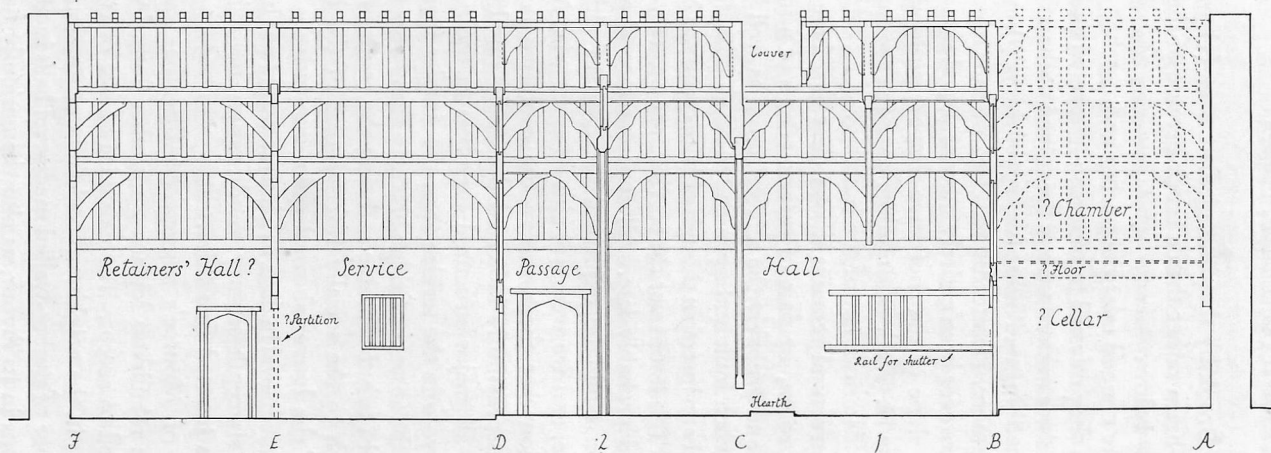 Louver
? Chamber
Retainers' Hall ?
Service
Passage
Hall
? Floor
? Partition
? Cellar
Rail for shutter
Hearth
F E D 2 C 1 B A